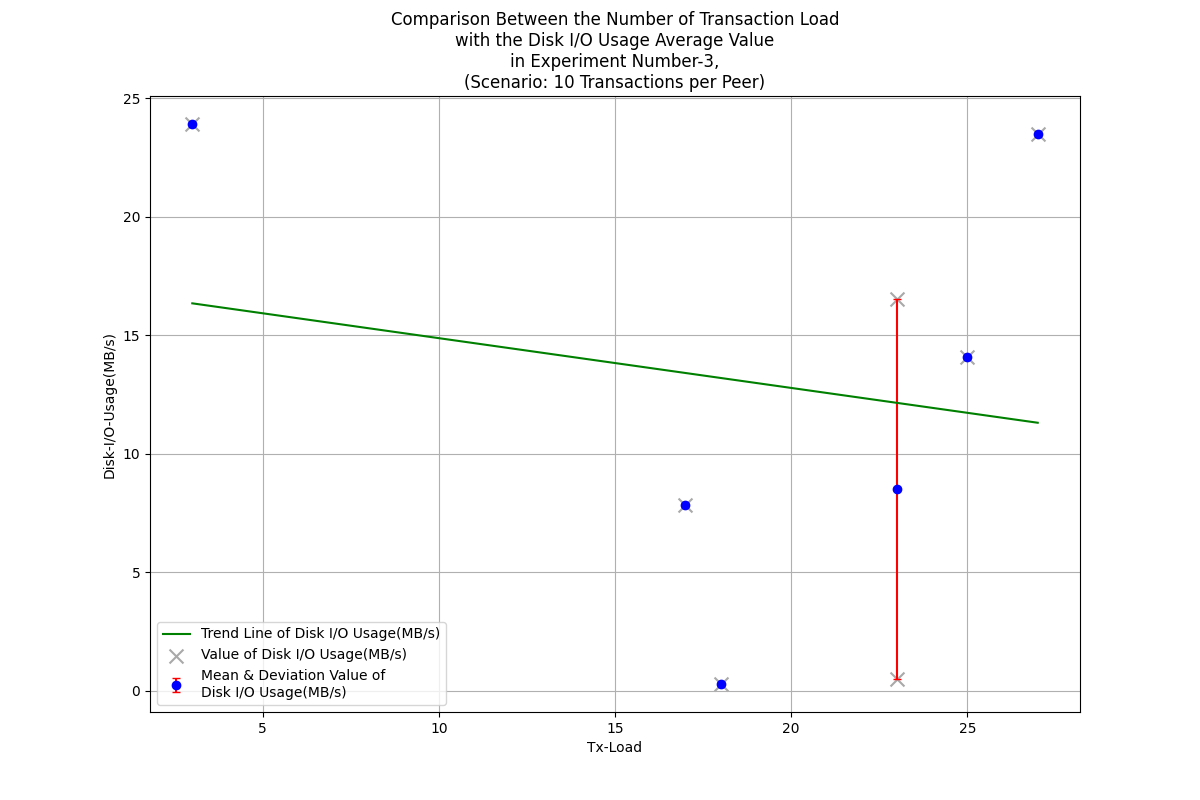 Comparison Between the Number of Transaction Load
with the Disk I/O Usage Average Value
in Experiment Number-3,
(Scenario: 10 Transactions per Peer)
25
20
15
10
5
0
Disk-I/O-Usage(MB/s)
Trend Line of Disk I/O Usage(MB/s)
Value of Disk I/O Usage(MB/s)
Mean & Deviation Value of
Disk I/O Usage(MB/s)
5
10
15
20
25
Tx-Load